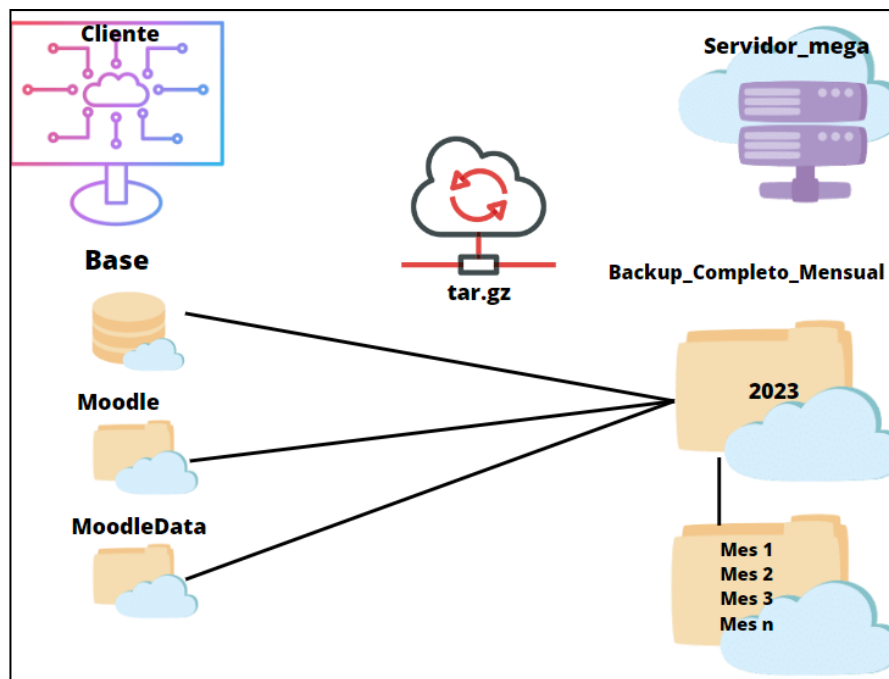 Cliente
Servidor_mega
Base
tar.gz
Backup_Completo_Mensual
Moodle
2023
MoodleData
Mes 1
Mes 2
Mes 3
Mes n